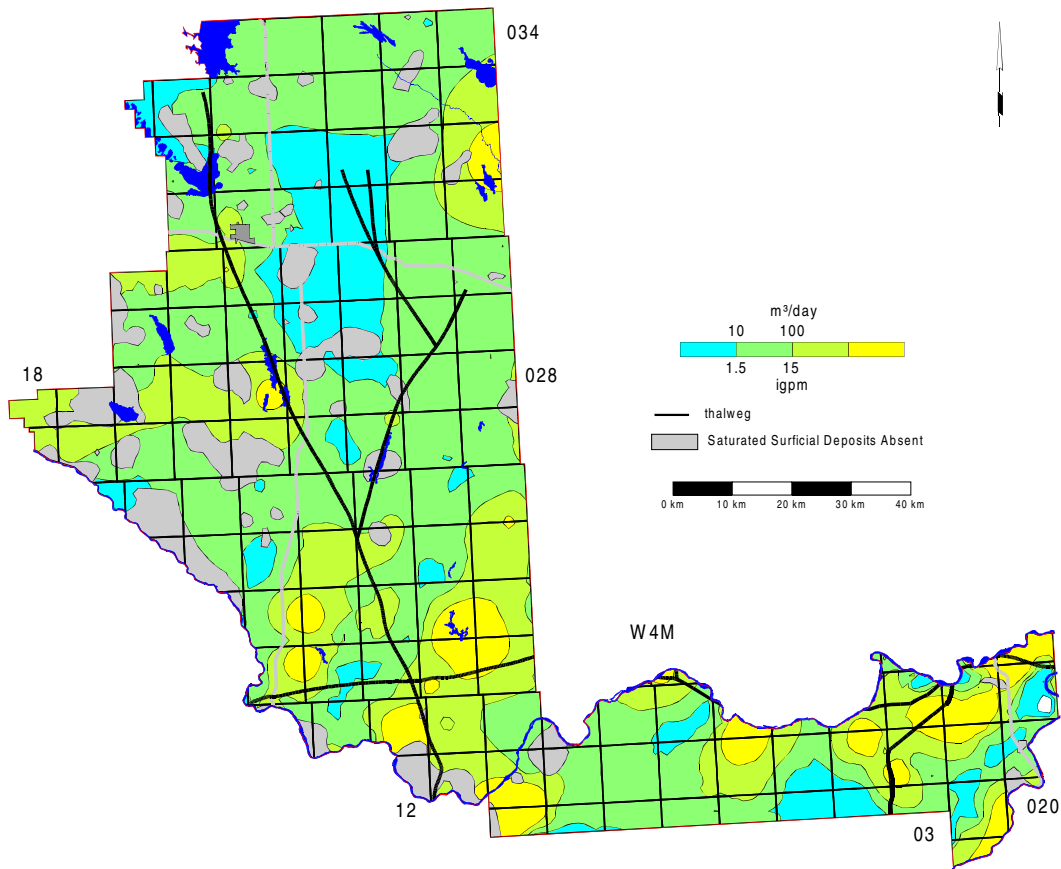 034
m³/day
10 100
1.5 15
igpm
18
028
thalweg
Saturated Surficial Deposits Absent
0 km 10 km 20 km 30 km 40 km
W4M
12
03
020